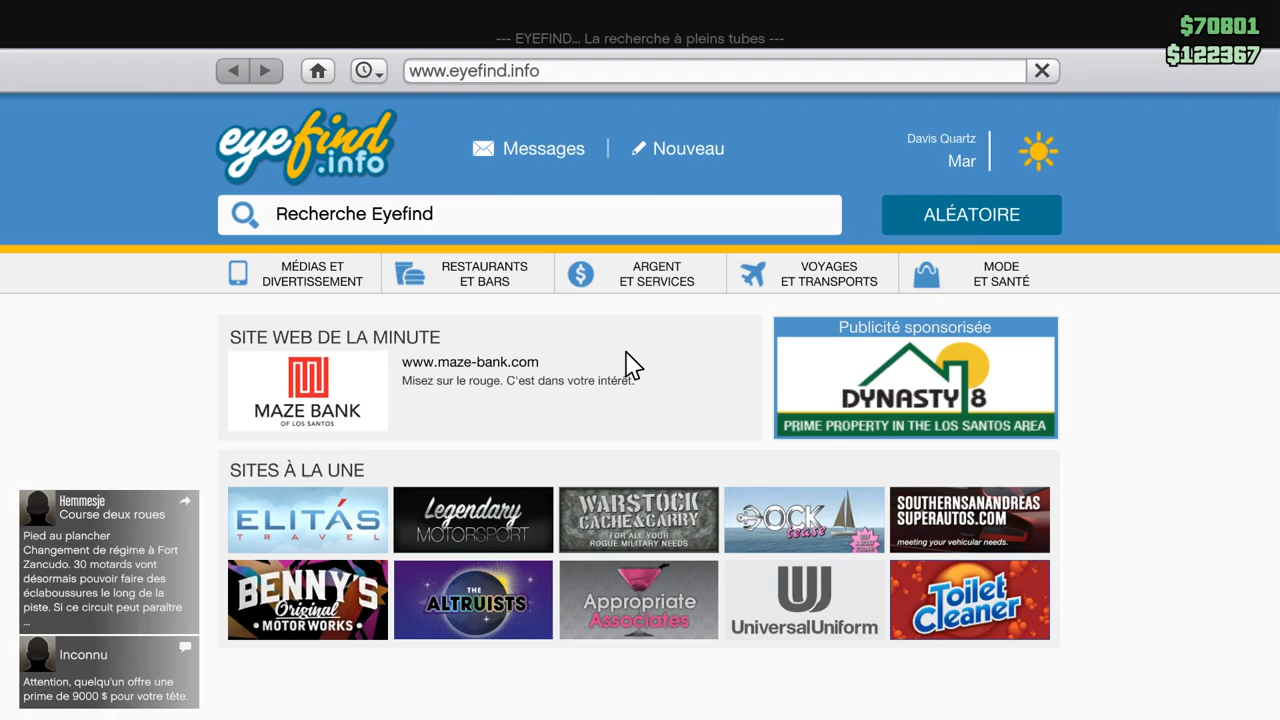 --- EYEFIND... La recherche à pleins tubes ---
$70801
$122367
www.eyefind.info
eyefind
.info
Messages
Nouveau
Davis Quartz
Mar
Recherche Eyefind
ALÉATOIRE
MÉDIAS ET
DIVERTISSEMENT
RESTAURANTS
ET BARS
ARGENT
ET SERVICES
VOYAGES
ET TRANSPORTS
MODE
ET SANTÉ
SITE WEB DE LA MINUTE
MAZE BANK
OF LOS SANTOS
www.maze-bank.com
Misez sur le rouge. C'est dans votre intérêt.
Publicité sponsorisée
DYNASTY 8
PRIME PROPERTY IN THE LOS SANTOS AREA
SITES À LA UNE
ELITÁS
TRAVEL
Legendary
MOTORSPORT
WARSTOCK
CACHE & CARRY
FOR ALL YOUR
ROGUE MILITARY NEEDS
DOCK
tease
SOUTHERNSANANDREAS
SUPERAUTOS.COM
meeting your vehicular needs.
BENNY'S
Original
MOTOR WORKS
THE
ALTRUISTS
Appropriate
Associates
UniversalUniform
Toilet
Cleaner
Hemmesje
Course deux roues
Pied au plancher
Changement de régime à Fort
Zancudo. 30 motards vont
désormais pouvoir faire des
éclaboussures le long de la
piste. Si ce circuit peut paraître
...
Inconnu
Attention, quelqu'un offre une
prime de 9000 $ pour votre tête.